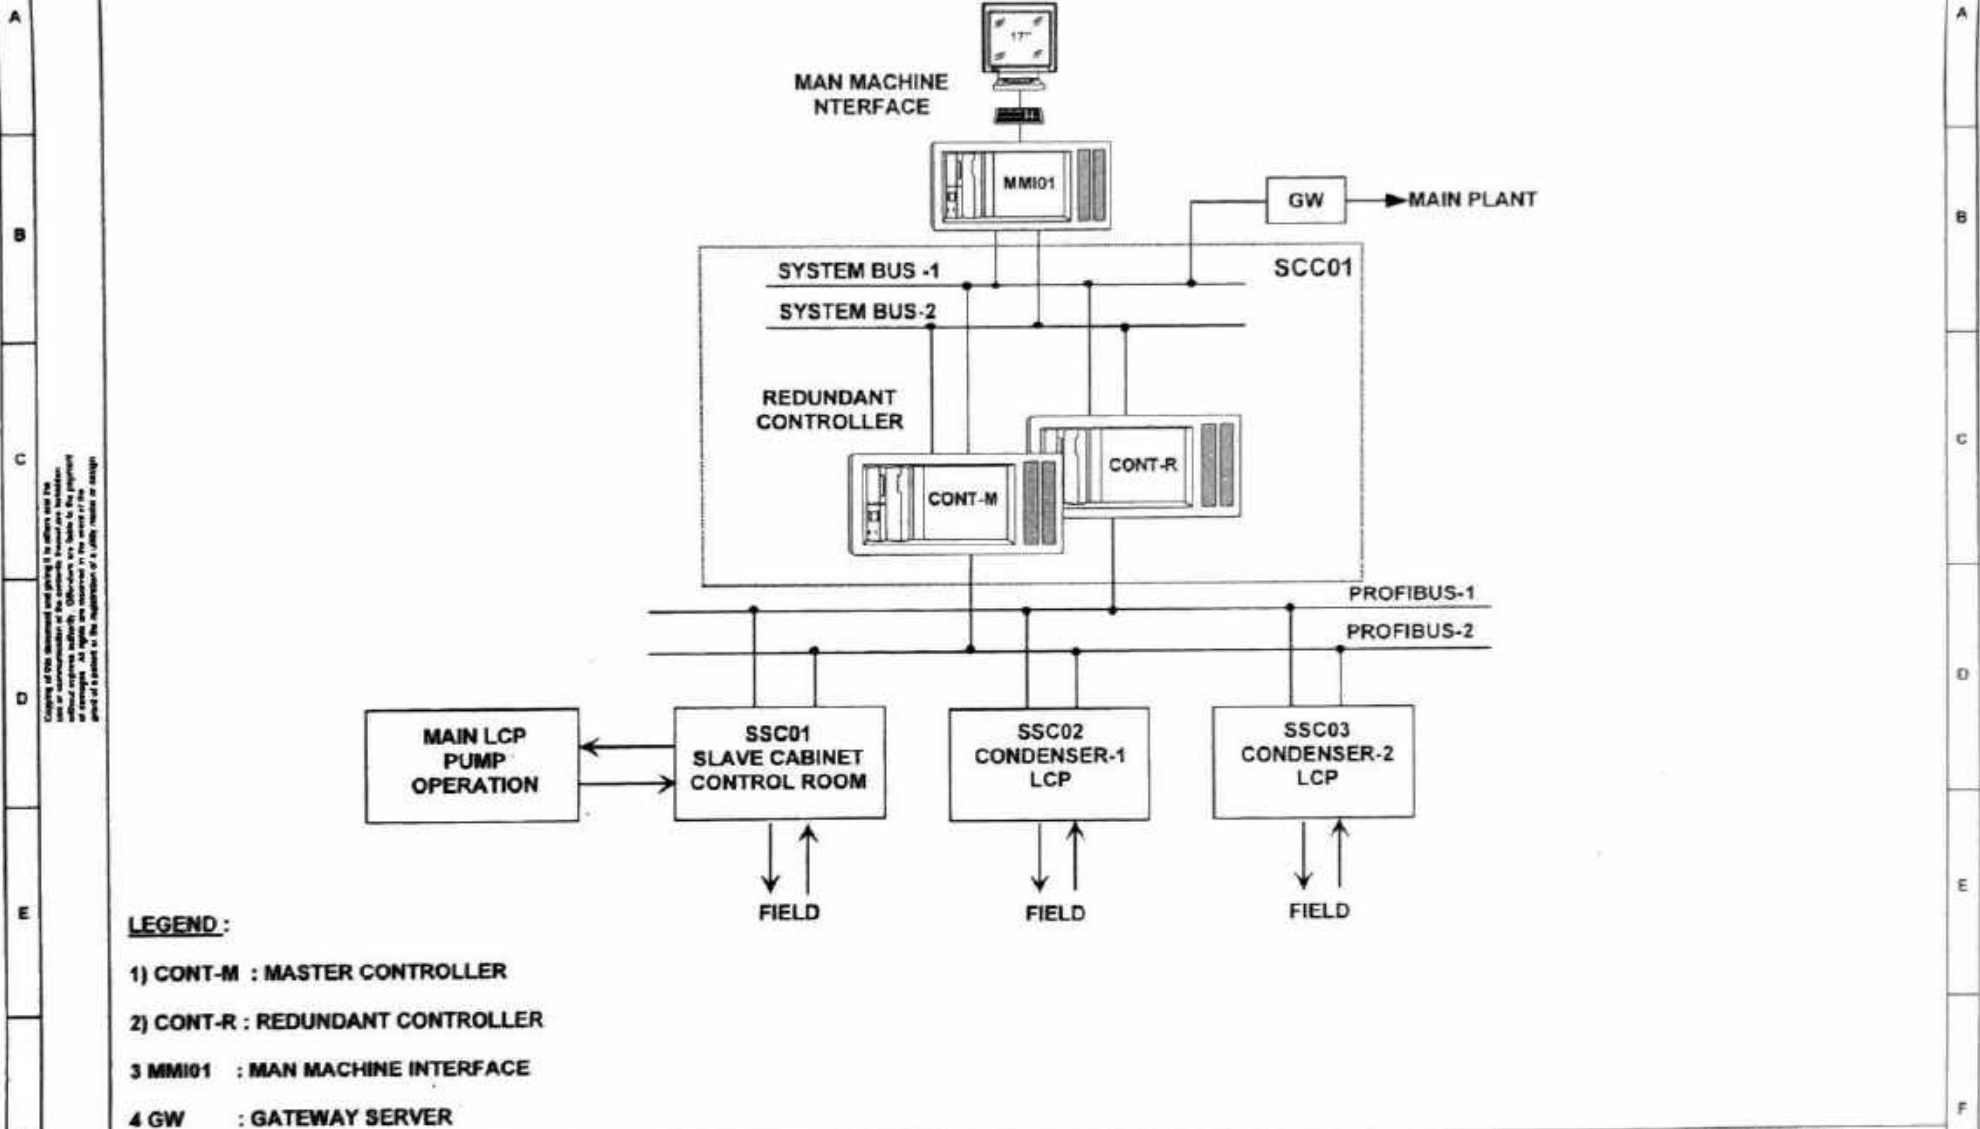 A
A
17"
MAN MACHINE
NTERFACE
MMI01
B
GW
MAIN PLANT
B
SYSTEM BUS -1
SCC01
SYSTEM BUS-2
REDUNDANT
CONTROLLER
C
CONT-R
C
CONT-M
PROFIBUS-1
PROFIBUS-2
D
D
MAIN LCP
PUMP
OPERATION
SSC01
SLAVE CABINET
CONTROL ROOM
SSC02
CONDENSER-1
LCP
SSC03
CONDENSER-2
LCP
E
E
FIELD
FIELD
FIELD
LEGEND :
1) CONT-M : MASTER CONTROLLER
2) CONT-R : REDUNDANT CONTROLLER
3 MMI01 : MAN MACHINE INTERFACE
4 GW : GATEWAY SERVER
F